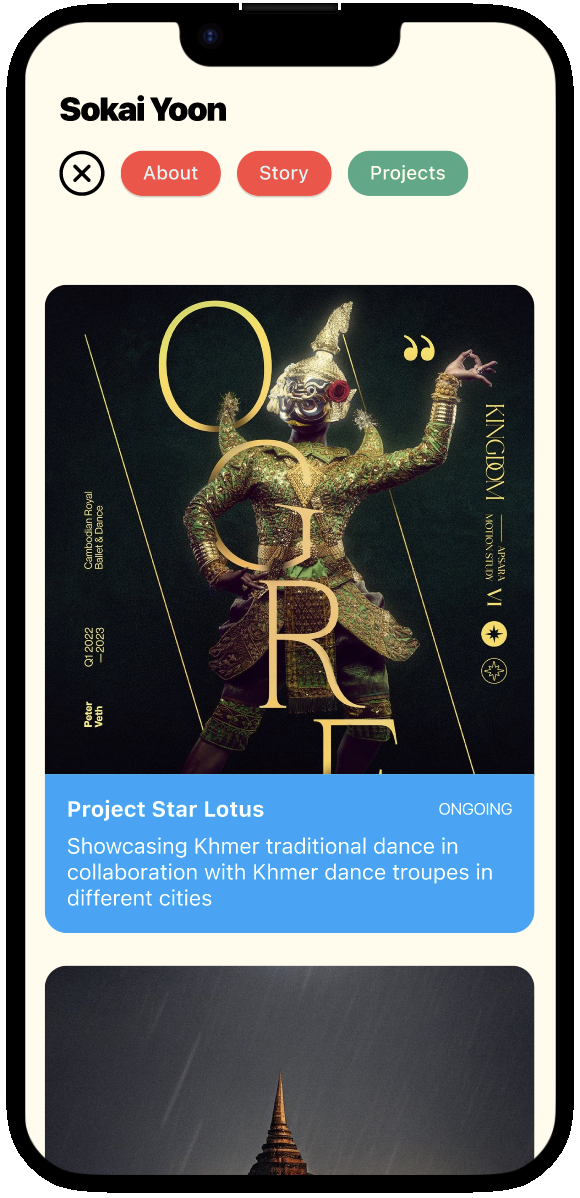 Sokai Yoon
About
Story
Projects
OGRE
KINGDOM
APSARA
MOTION STUDY
VI
Cambodian Royal
Ballet & Dance
Q1 2022
—2023
Peter
Veth
Project Star Lotus
ONGOING
Showcasing Khmer traditional dance in
collaboration with Khmer dance troupes in
different cities